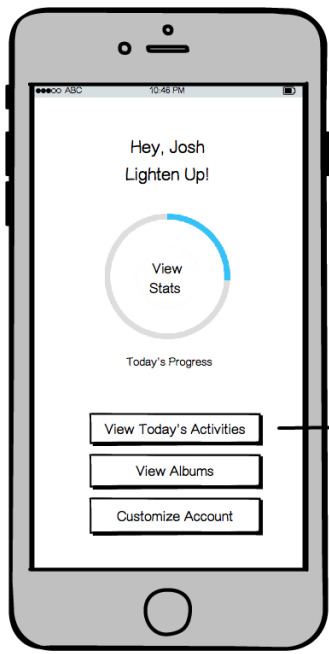 ABC 10:46 PM
Hey, Josh
Lighten Up!
View
Stats
Today's Progress
View Today's Activities
View Albums
Customize Account